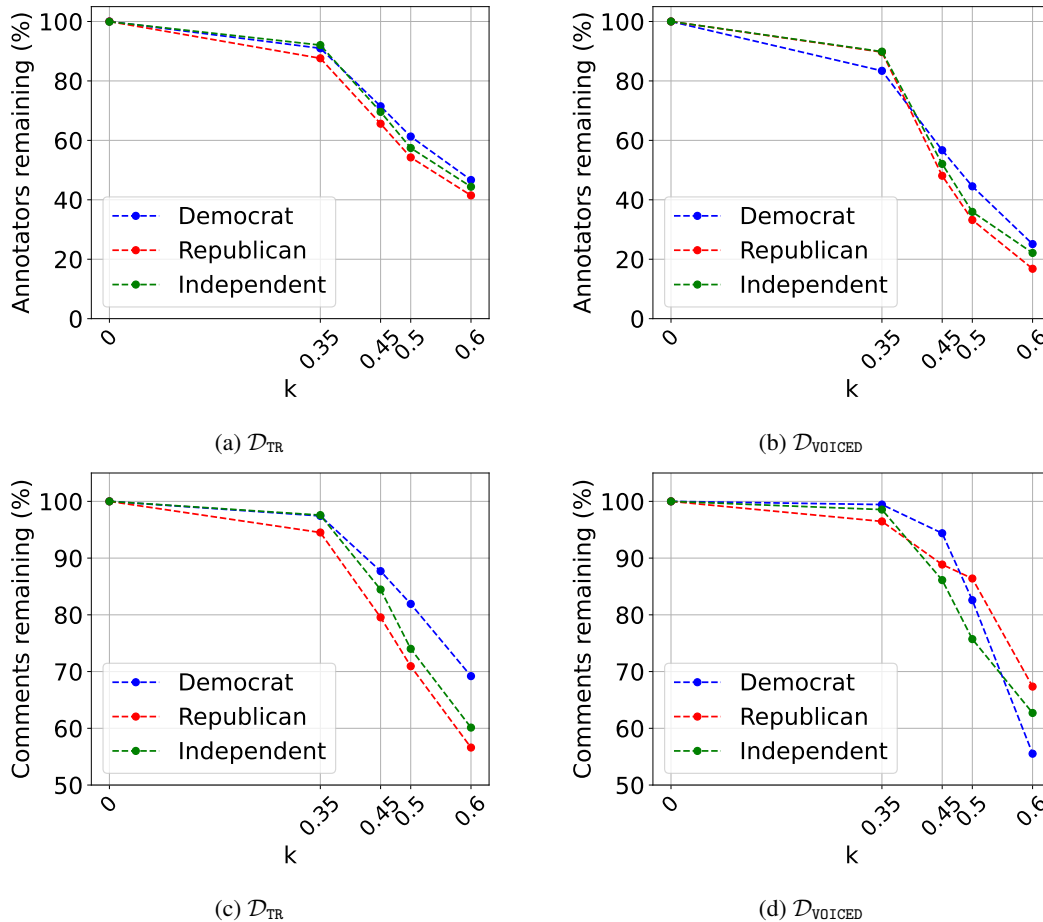 Annotators remaining (%)
100
80
60
40
20
0
Democrat
Republican
Independent
0
0.35
0.45
0.5
0.6
k
(a) 𝒟TR
Annotators remaining (%)
100
80
60
40
20
0
Democrat
Republican
Independent
0
0.35
0.45
0.5
0.6
k
(b) 𝒟VOICED
Comments remaining (%)
100
90
80
70
60
50
Democrat
Republican
Independent
0
0.35
0.45
0.5
0.6
k
(c) 𝒟TR
Comments remaining (%)
100
90
80
70
60
50
Democrat
Republican
Independent
0
0.35
0.45
0.5
0.6
k
(d) 𝒟VOICED